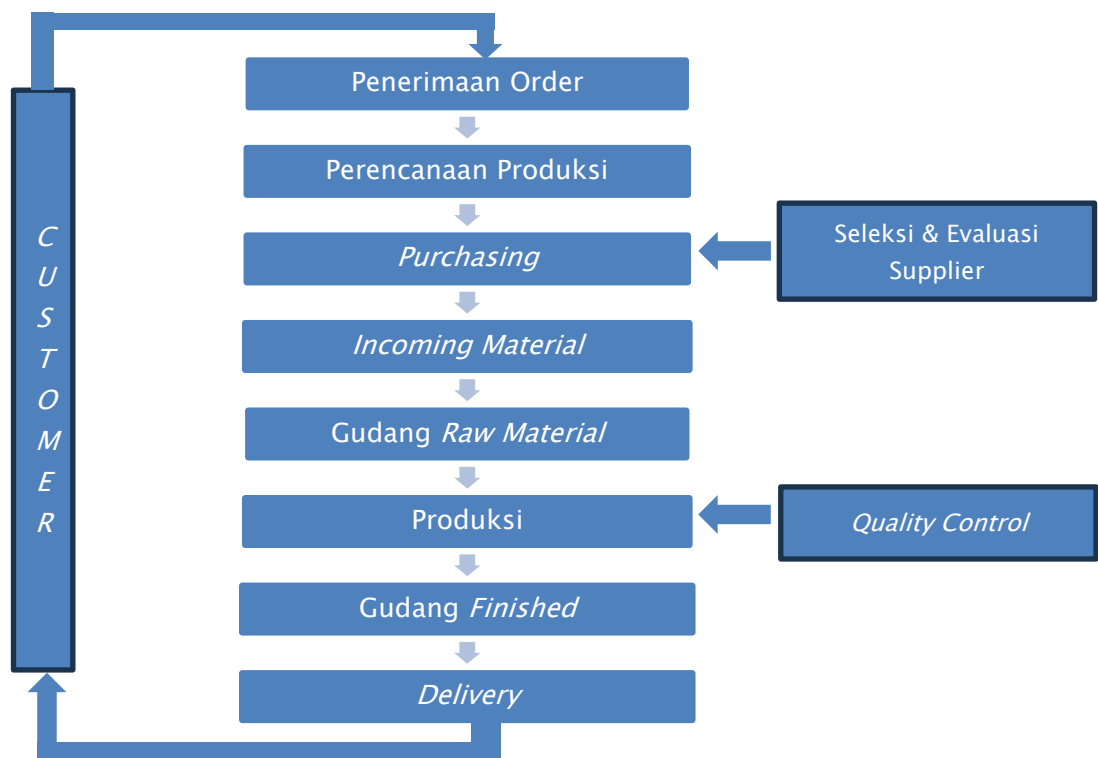 Penerimaan Order
Perencanaan Produksi
Purchasing
Incoming Material
Gudang Raw Material
Produksi
Gudang Finished
Delivery
CUSTOMER
Seleksi & Evaluasi
Supplier
Quality Control